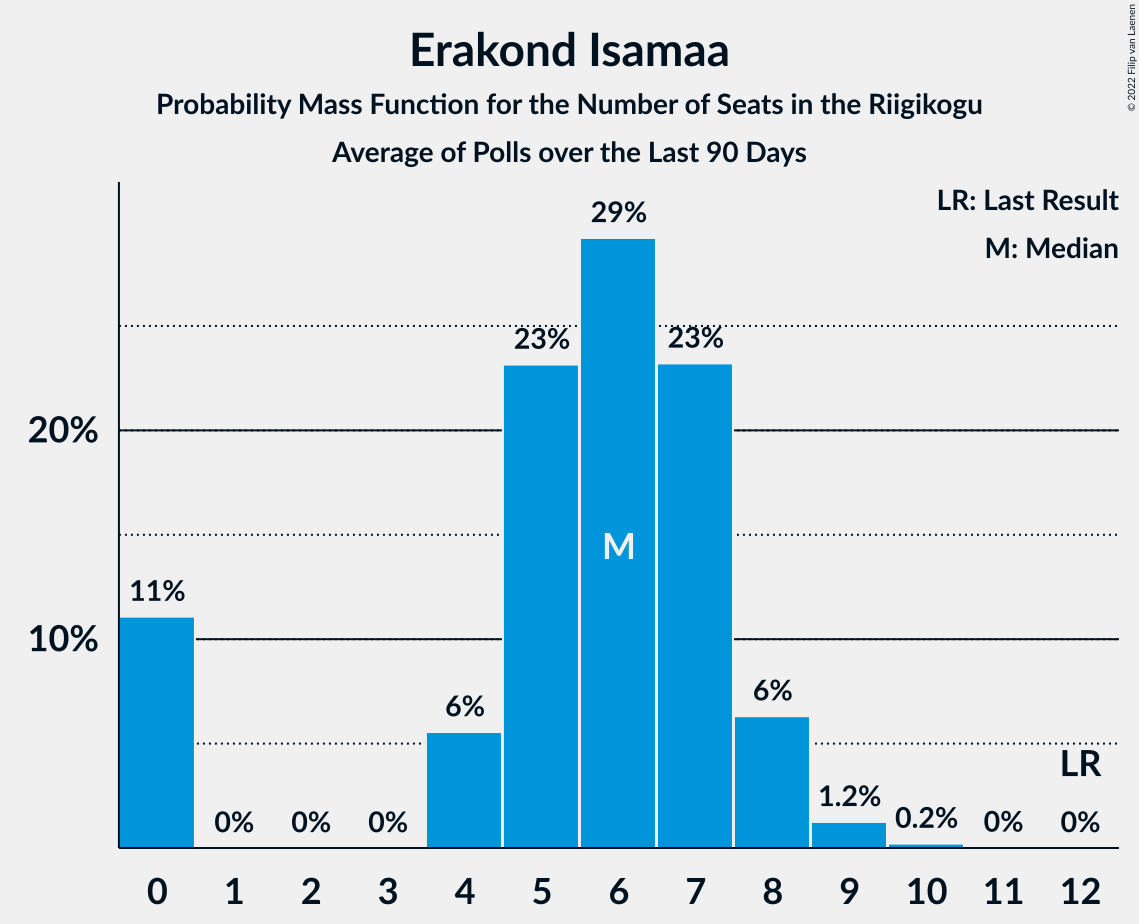 Erakond Isamaa
Probability Mass Function for the Number of Seats in the Riigikogu
Average of Polls over the Last 90 Days
© 2022 Filip van Laenen
LR: Last Result
M: Median
29%
23%
23%
20%
M
11%
10%
6%
6%
LR
1.2%
0.2%
0%
0%
0%
0%
0%
0 1 2 3 4 5 6 7 8 9 10 11 12